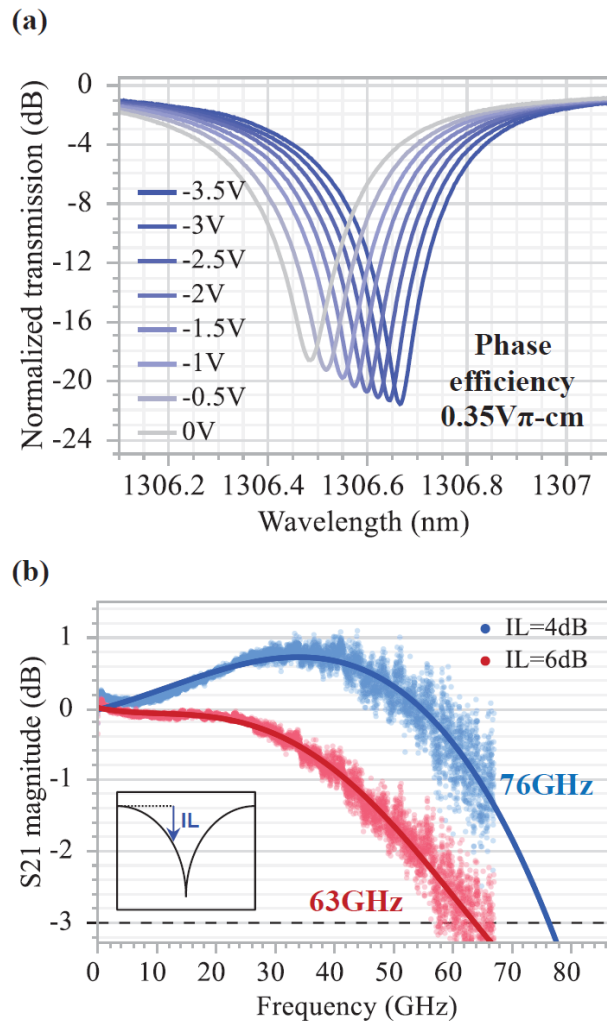 (a)
Normalized transmission (dB)
0
-4
-8
-12
-16
-20
-24
-3.5V
-3V
-2.5V
-2V
-1.5V
-1V
-0.5V
0V
Phase
efficiency
0.35Vπ-cm
1306.2 1306.4 1306.6 1306.8 1307
Wavelength (nm)
(b)
S21 magnitude (dB)
1
0
-1
-2
-3
IL=4dB
IL=6dB
IL
76GHz
63GHz
0 10 20 30 40 50 60 70 80
Frequency (GHz)